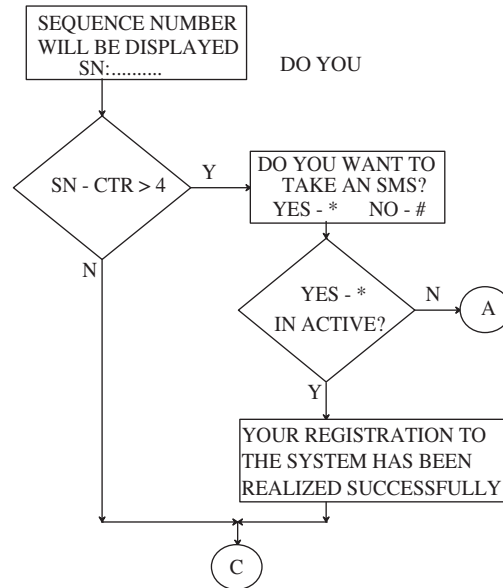 SEQUENCE NUMBER
WILL BE DISPLAYED
SN:..........
DO YOU
SN - CTR > 4
Y
DO YOU WANT TO
TAKE AN SMS?
YES - * NO - #
N
YES - *
IN ACTIVE?
N
A
Y
YOUR REGISTRATION TO
THE SYSTEM HAS BEEN
REALIZED SUCCESSFULLY
C